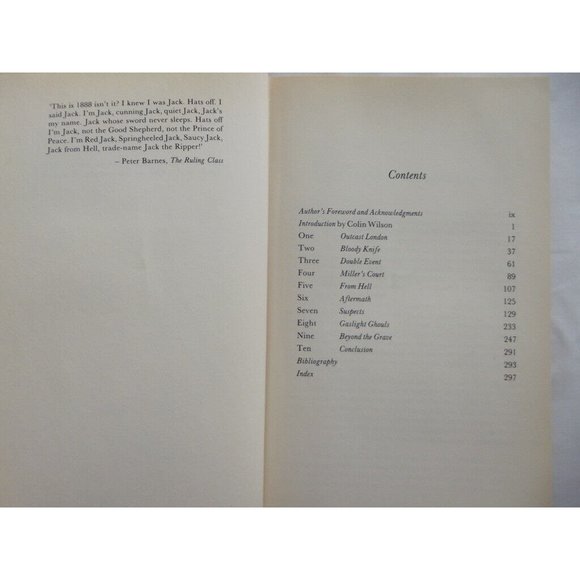 'This is 1888 isn't it? I knew I was Jack. Hats off. I
said Jack. I'm Jack, cunning Jack, quiet Jack, Jack's
my name. Jack whose sword never sleeps. Hats off
I'm Jack, not the Good Shepherd, not the Prince of
Peace. I'm Red Jack, Springheeled Jack, Saucy Jack,
Jack from Hell, trade-name Jack the Ripper!'
– Peter Barnes, The Ruling Class
Contents
Author's Foreword and Acknowledgments ix
Introduction by Colin Wilson 1
One Outcast London 17
Two Bloody Knife 37
Three Double Event 61
Four Miller's Court 89
Five From Hell 107
Six Aftermath 125
Seven Suspects 129
Eight Gaslight Ghouls 233
Nine Beyond the Grave 247
Ten Conclusion 291
Bibliography 293
Index 297